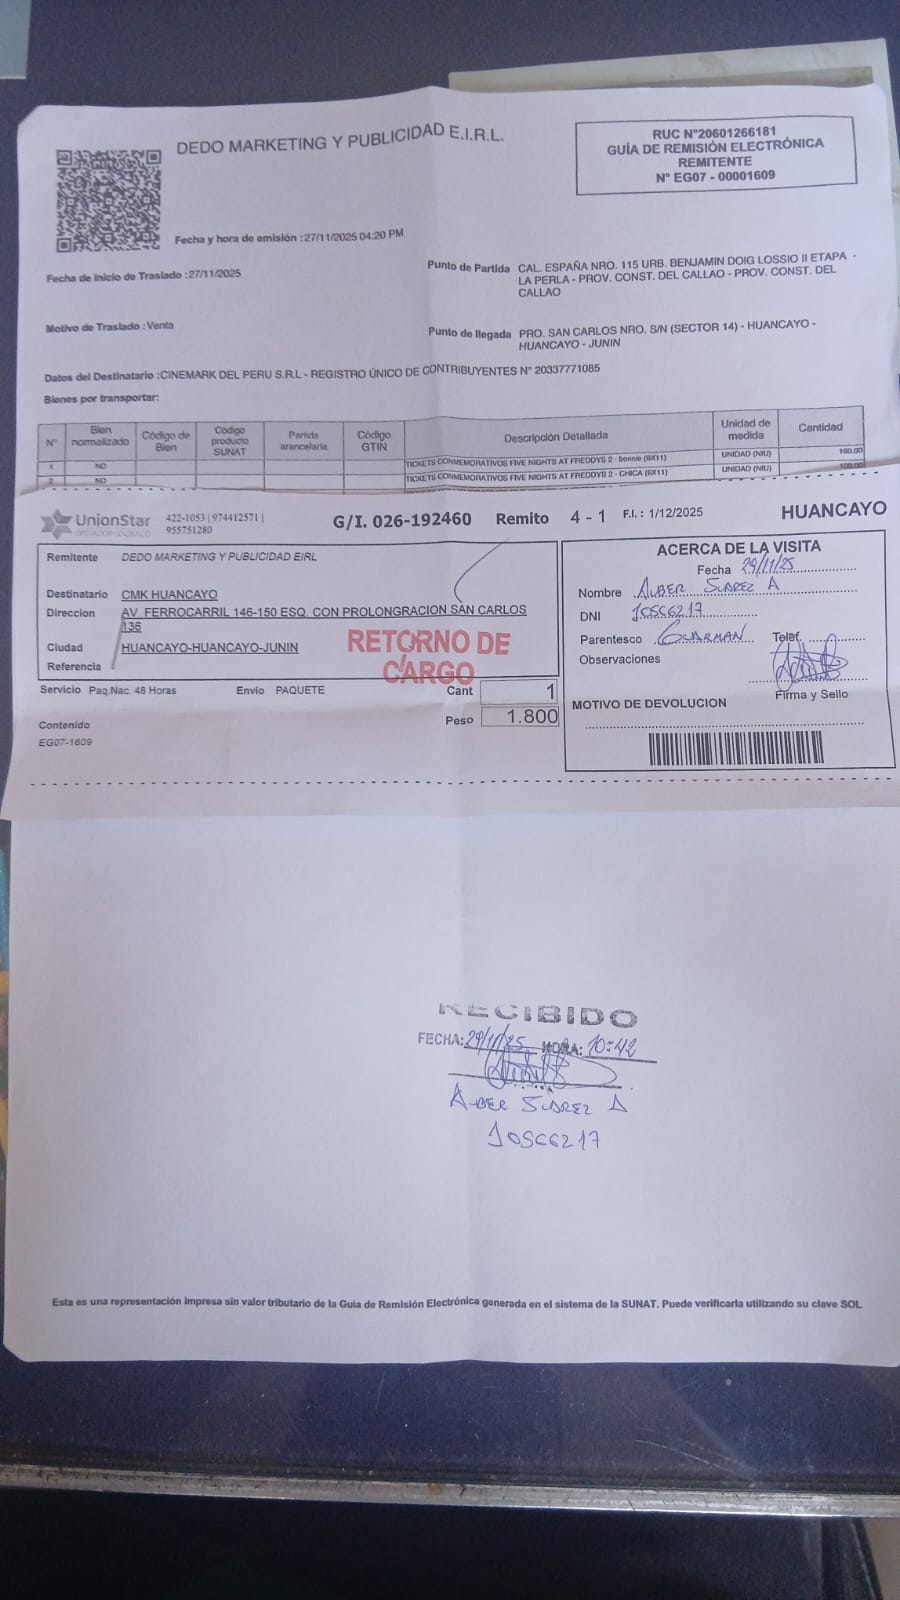 DEDO MARKETING Y PUBLICIDAD E.I.R.L.
RUC N°20601266181
GUÍA DE REMISIÓN ELECTRÓNICA
REMITENTE
N° EG07 - 00001609
Fecha y hora de emisión : 27/11/2025 04:20 PM
Fecha de inicio de Traslado : 27/11/2025
Punto de Partida CAL. ESPAÑA NRO. 115 URB. BENJAMIN DOIG LOSSIO II ETAPA -
LA PERLA - PROV. CONST. DEL CALLAO - PROV. CONST. DEL
CALLAO
Motivo de Traslado : Venta
Punto de llegada PRO. SAN CARLOS NRO. S/N (SECTOR 14) - HUANCAYO -
HUANCAYO - JUNIN
Datos del Destinatario :CINEMARK DEL PERU S.R.L - REGISTRO ÚNICO DE CONTRIBUYENTES N° 20337771085
Bienes por transportar:
N° Bien normalizado Código de Bien Código producto SUNAT Partida arancelaria Código GTIN Descripción Detallada Unidad de medida Cantidad
1 NO TICKETS CONMEMORATIVOS FIVE NIGHTS AT FREDDYS 2 - bonnie (6X11) UNIDAD (NIU) 160.00
2 NO TICKETS CONMEMORATIVOS FIVE NIGHTS AT FREDDYS 2 - CHICA (6X11) UNIDAD (NIU)
UnionStar 422-1053 | 974412571 |
955751280
G/I. 026-192460 Remito 4 - 1 F.I. : 1/12/2025 HUANCAYO
Remitente DEDO MARKETING Y PUBLICIDAD EIRL
Destinatario CMK HUANCAYO
Direccion AV. FERROCARRIL 146-150 ESQ. CON PROLONGRACION SAN CARLOS
136
Ciudad HUANCAYO-HUANCAYO-JUNIN
Referencia
RETORNO DE
CARGO
Servicio Paq.Nac. 48 Horas Envio PAQUETE Cant 1
Peso 1.800
Contenido
EG07-1609
ACERCA DE LA VISITA
Fecha 29/11/25
Nombre ALBER SUAREZ A
DNI 10566217
Parentesco Telef.
Observaciones
Firma y Sello
MOTIVO DE DEVOLUCION
RECIBIDO
FECHA: 29/11/25 HORA: 10:42
ALBER SUAREZ A
10566217
Esta es una representación impresa sin valor tributario de la Guía de Remisión Electrónica generada en el sistema de la SUNAT. Puede verificarla utilizando su clave SOL